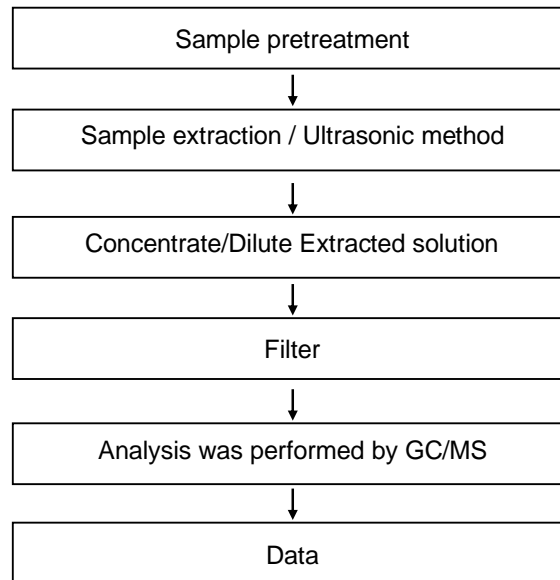 Sample pretreatment
Sample extraction / Ultrasonic method
Concentrate/Dilute Extracted solution
Filter
Analysis was performed by GC/MS
Data